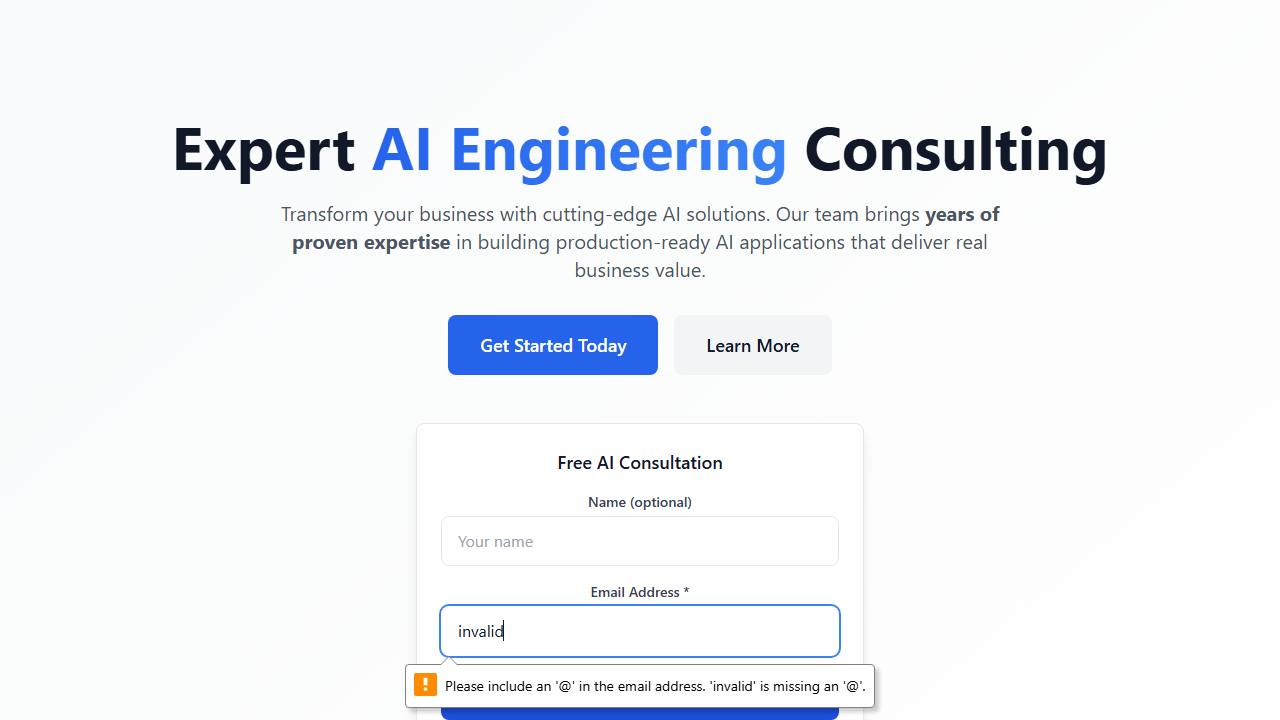 Expert AI Engineering Consulting
Transform your business with cutting-edge AI solutions. Our team brings years of
proven expertise in building production-ready AI applications that deliver real
business value.
Get Started Today
Learn More
Free AI Consultation
Name (optional)
Your name
Email Address *
invalid
Please include an '@' in the email address. 'invalid' is missing an '@'.